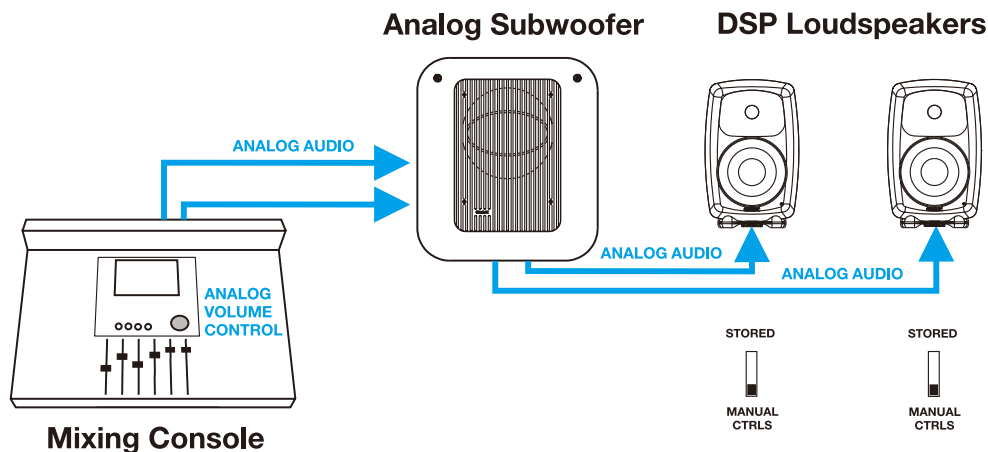 Analog Subwoofer
DSP Loudspeakers
ANALOG AUDIO
ANALOG AUDIO
ANALOG AUDIO
ANALOG
VOLUME
CONTROL
STORED
STORED
MANUAL
CTRLS
MANUAL
CTRLS
Mixing Console